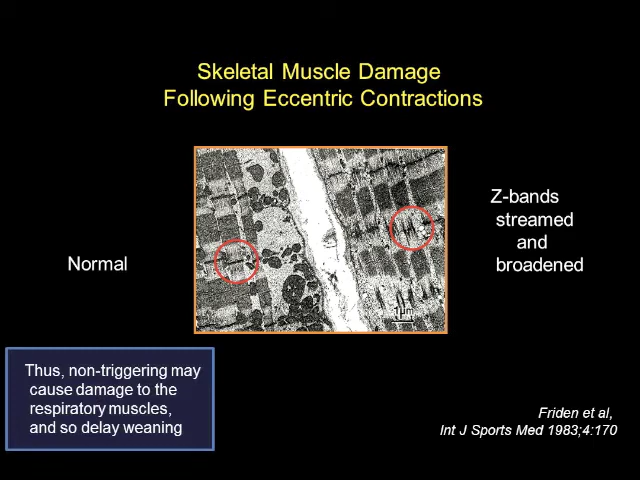 Skeletal Muscle Damage
Following Eccentric Contractions
Normal
Z-bands
streamed
and
broadened
1µm
Thus, non-triggering may
cause damage to the
respiratory muscles,
and so delay weaning
Friden et al,
Int J Sports Med 1983;4:170